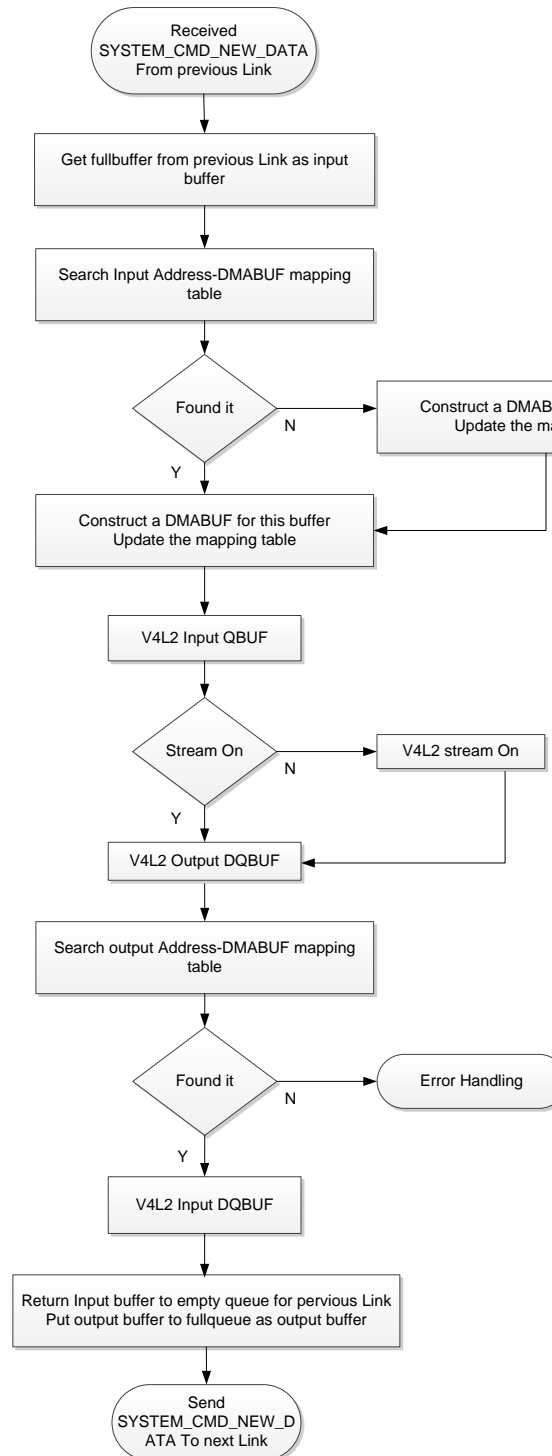 Received
SYSTEM_CMD_NEW_DATA
From previous Link
Get fullbuffer from previous Link as input
buffer
Search Input Address-DMABUF mapping
table
Found it
N
Construct a
Update the
Y
Construct a DMABUF for this buffer
Update the mapping table
V4L2 Input QBUF
Stream On
N
V4L2 stream On
Y
V4L2 Output DQBUF
Search output Address-DMABUF mapping
table
Found it
N
Error Handling
Y
V4L2 Input DQBUF
Return Input buffer to empty queue for pervious Link
Put output buffer to fullqueue as output buffer
Send
SYSTEM_CMD_NEW_D
ATA To next Link